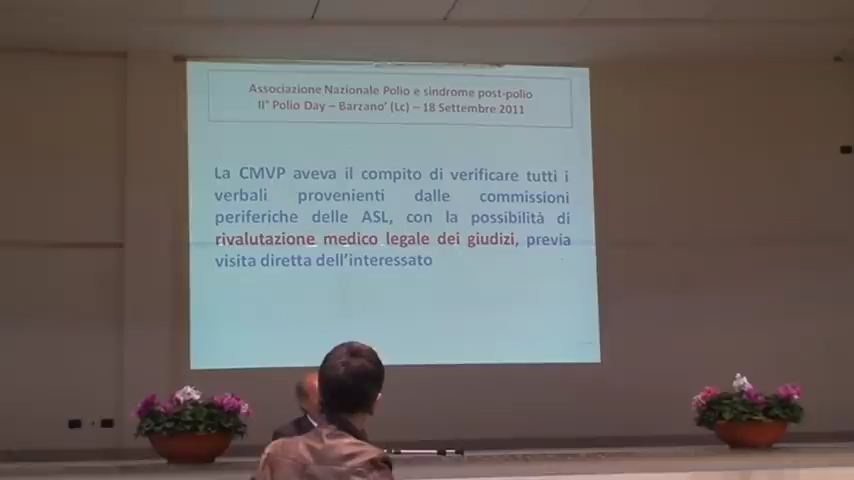 Associazione Nazionale Polio e sindrome post-polio
II° Polio Day – Barzano' (Lc) – 18 Settembre 2011
La CMVP aveva il compito di verificare tutti i
verbali provenienti dalle commissioni
periferiche delle ASL, con la possibilità di
rivalutazione medico legale dei giudizi, previa
visita diretta dell'interessato